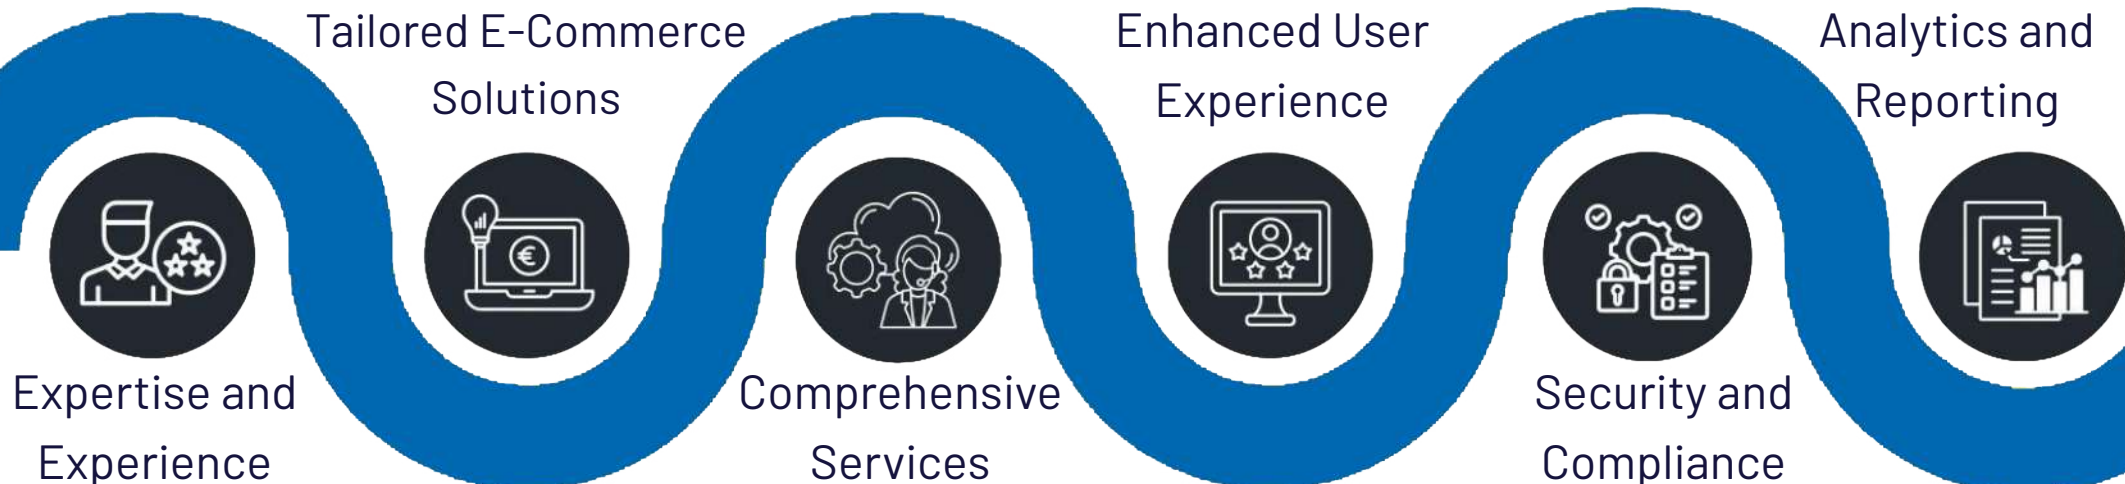 Expertise and
Experience
Tailored E-Commerce
Solutions
Comprehensive
Services
Enhanced User
Experience
Security and
Compliance
Analytics and
Reporting